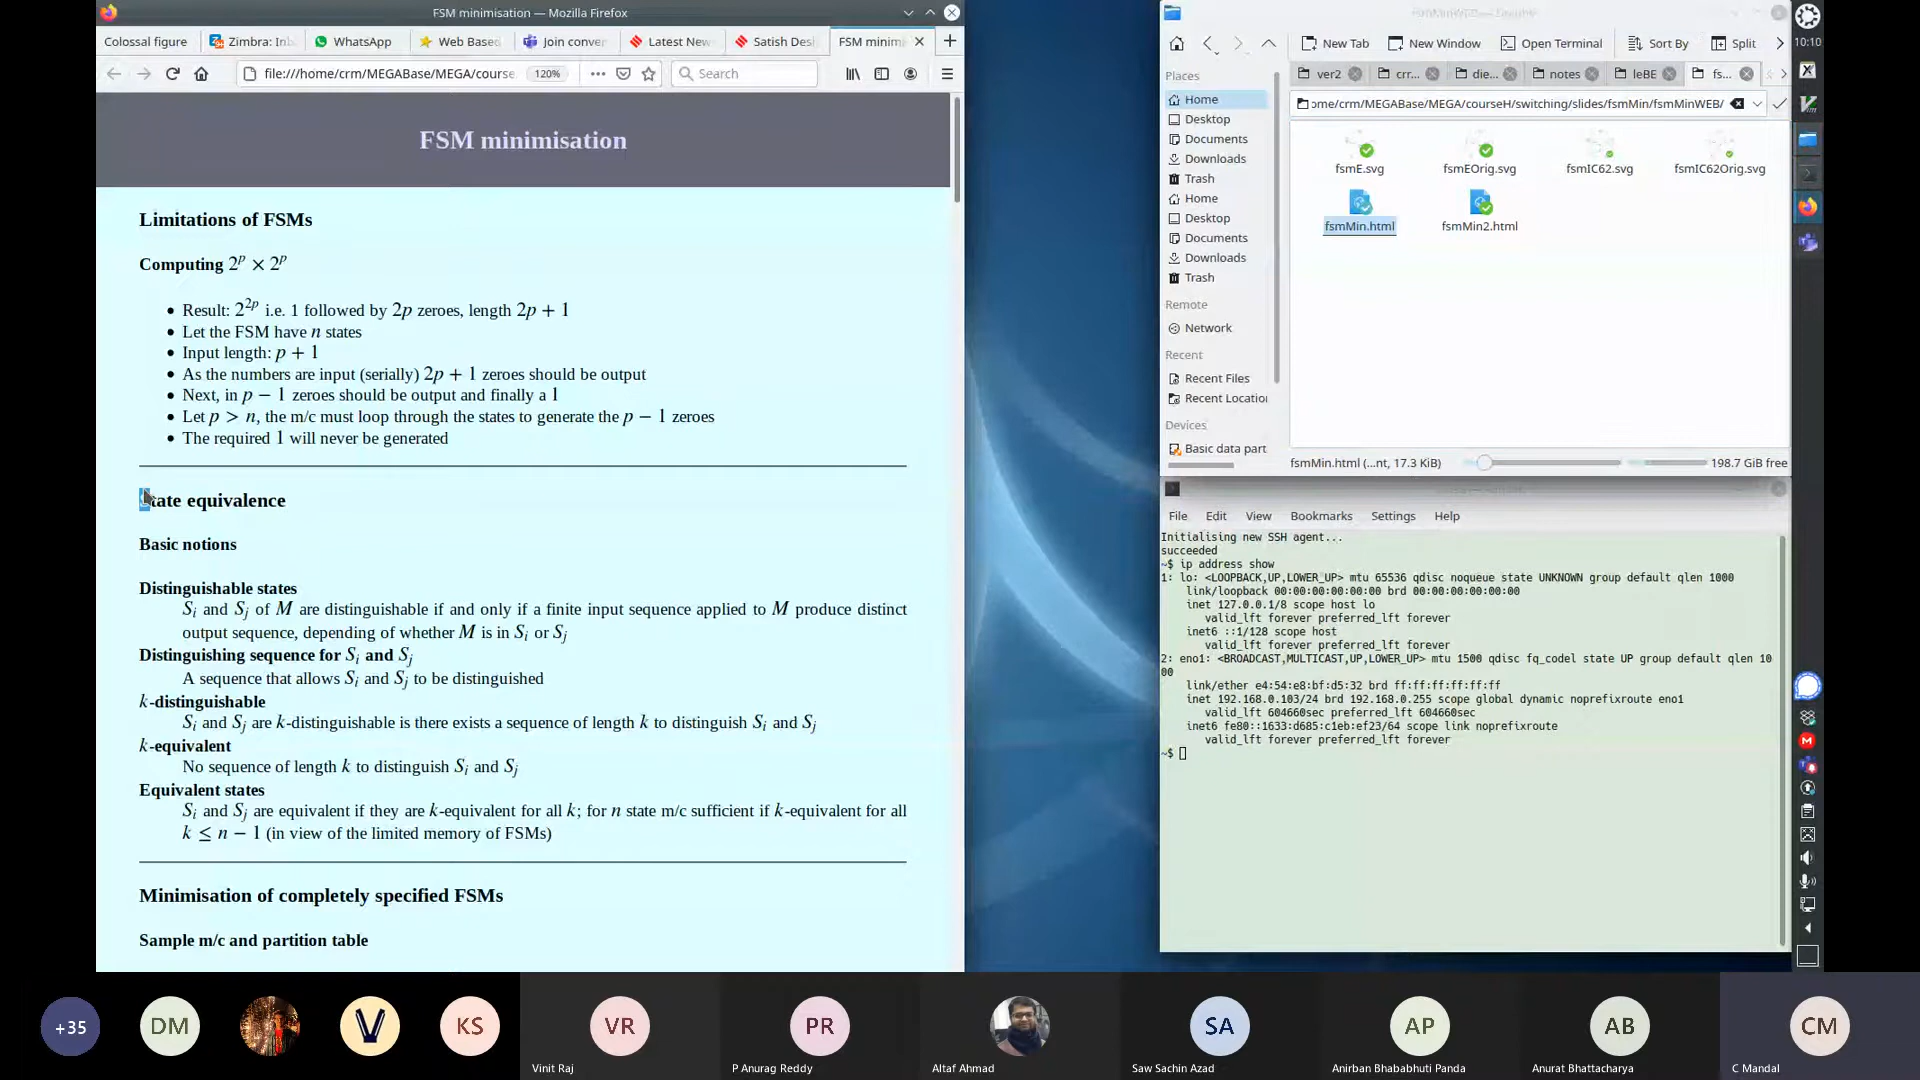 FSM minimisation — Mozilla Firefox
Colossal figure
Zimbra: Inb
WhatsApp
Web Based
Join conver
Latest New
Satish Des
FSM minim
file:///home/crm/MEGABase/MEGA/course
120%
Search
FSM minimisation
Limitations of FSMs
Computing 2^p × 2^p
• Result: 2^{2p} i.e. 1 followed by 2p zeroes, length 2p + 1
• Let the FSM have n states
• Input length: p + 1
• As the numbers are input (serially) 2p + 1 zeroes should be output
• Next, in p − 1 zeroes should be output and finally a 1
• Let p > n, the m/c must loop through the states to generate the p − 1 zeroes
• The required 1 will never be generated
State equivalence
Basic notions
Distinguishable states
S_i and S_j of M are distinguishable if and only if a finite input sequence applied to M produce distinct
output sequence, depending of whether M is in S_i or S_j
Distinguishing sequence for S_i and S_j
A sequence that allows S_i and S_j to be distinguished
k-distinguishable
S_i and S_j are k-distinguishable is there exists a sequence of length k to distinguish S_i and S_j
k-equivalent
No sequence of length k to distinguish S_i and S_j
Equivalent states
S_i and S_j are equivalent if they are k-equivalent for all k; for n state m/c sufficient if k-equivalent for all
k ≤ n − 1 (in view of the limited memory of FSMs)
Minimisation of completely specified FSMs
Sample m/c and partition table
New Tab
New Window
Open Terminal
Sort By
Split
ver2
crr...
die...
notes
leBE
fs...
ome/crm/MEGABase/MEGA/courseH/switching/slides/fsmMin/fsmMinWEB/
Places
Home
Desktop
Documents
Downloads
Trash
Home
Desktop
Documents
Downloads
Trash
Remote
Network
Recent
Recent Files
Recent Locatio
Devices
Basic data part
fsmE.svg
fsmEOrig.svg
fsmIC62.svg
fsmIC62Orig.svg
fsmMin.html
fsmMin2.html
fsmMin.html (...nt, 17.3 KiB)
198.7 GiB free
File Edit View Bookmarks Settings Help
Initialising new SSH agent...
succeeded
~$ ip address show
1: lo: <LOOPBACK,UP,LOWER_UP> mtu 65536 qdisc noqueue state UNKNOWN group default qlen 1000
link/loopback 00:00:00:00:00:00 brd 00:00:00:00:00:00
inet 127.0.0.1/8 scope host lo
valid_lft forever preferred_lft forever
inet6 ::1/128 scope host
valid_lft forever preferred_lft forever
2: eno1: <BROADCAST,MULTICAST,UP,LOWER_UP> mtu 1500 qdisc fq_codel state UP group default qlen 10
00
link/ether e4:54:e8:bf:d5:32 brd ff:ff:ff:ff:ff:ff
inet 192.168.0.103/24 brd 192.168.0.255 scope global dynamic noprefixroute eno1
valid_lft 604660sec preferred_lft 604660sec
inet6 fe80::1633:d685:c1eb:ef23/64 scope link noprefixroute
valid_lft forever preferred_lft forever
~$
10:10
+35
DM
KS
VR
PR
SA
AP
AB
CM
Vinit Raj
P Anurag Reddy
Altaf Ahmad
Saw Sachin Azad
Anirban Bhababhuti Panda
Anurat Bhattacharya
C Mandal